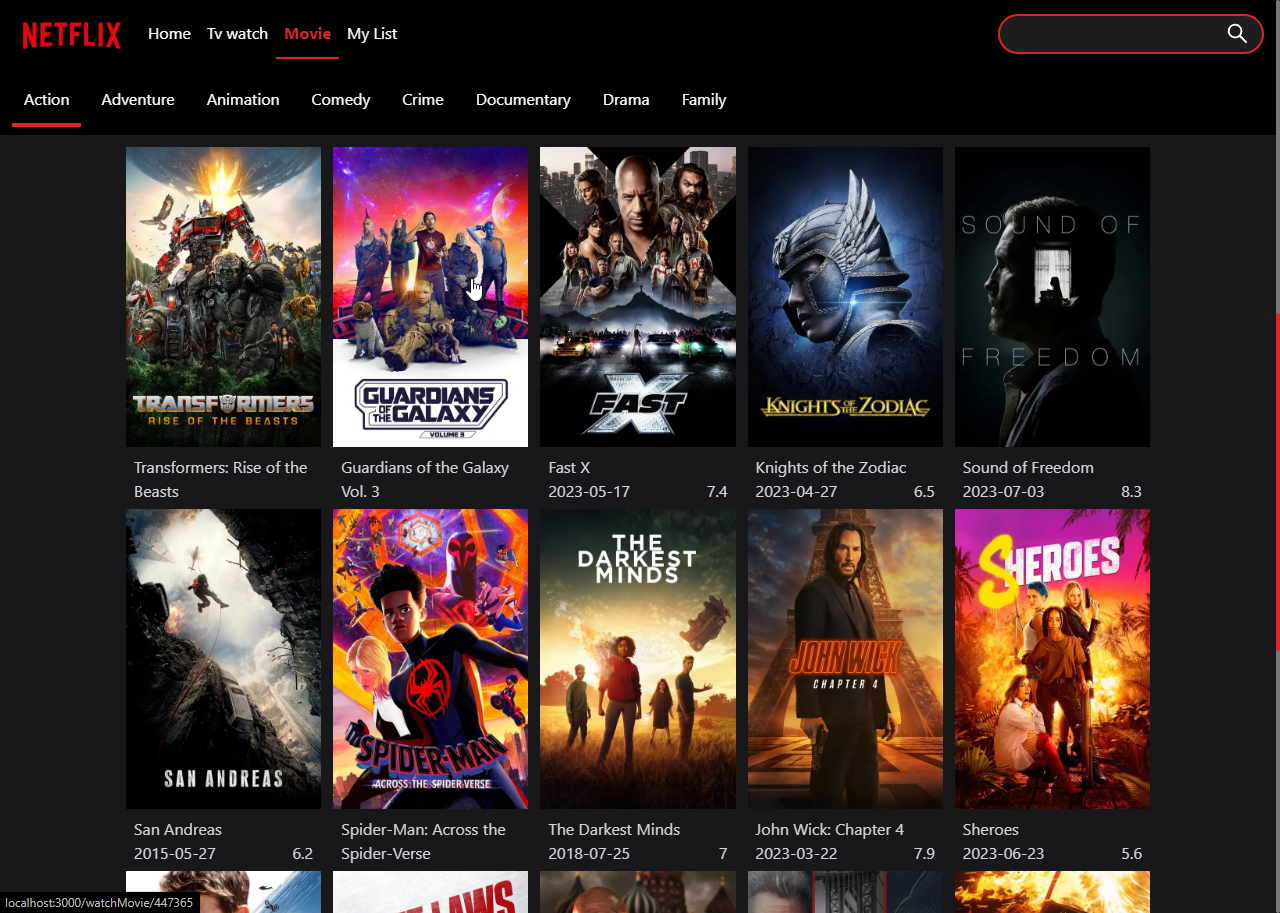 NETFLIX Home Tv watch Movie My List
Action Adventure Animation Comedy Crime Documentary Drama Family
TRANSFORMERS
RISE OF THE BEASTS
GUARDIANS
OF THE GALAXY
VOLUME 3
FAST X
KNIGHTS OF THE ZODIAC
SOUND OF
FREEDOM
Transformers: Rise of the
Beasts
Guardians of the Galaxy
Vol. 3
Fast X
2023-05-17 7.4
Knights of the Zodiac
2023-04-27 6.5
Sound of Freedom
2023-07-03 8.3
SAN ANDREAS
SPIDER-MAN
ACROSS THE SPIDER-VERSE
THE
DARKEST
MINDS
JOHN WICK
CHAPTER 4
SHEROES
San Andreas
2015-05-27 6.2
Spider-Man: Across the
Spider-Verse
The Darkest Minds
2018-07-25 7
John Wick: Chapter 4
2023-03-22 7.9
Sheroes
2023-06-23 5.6
localhost:3000/watchMovie/447365